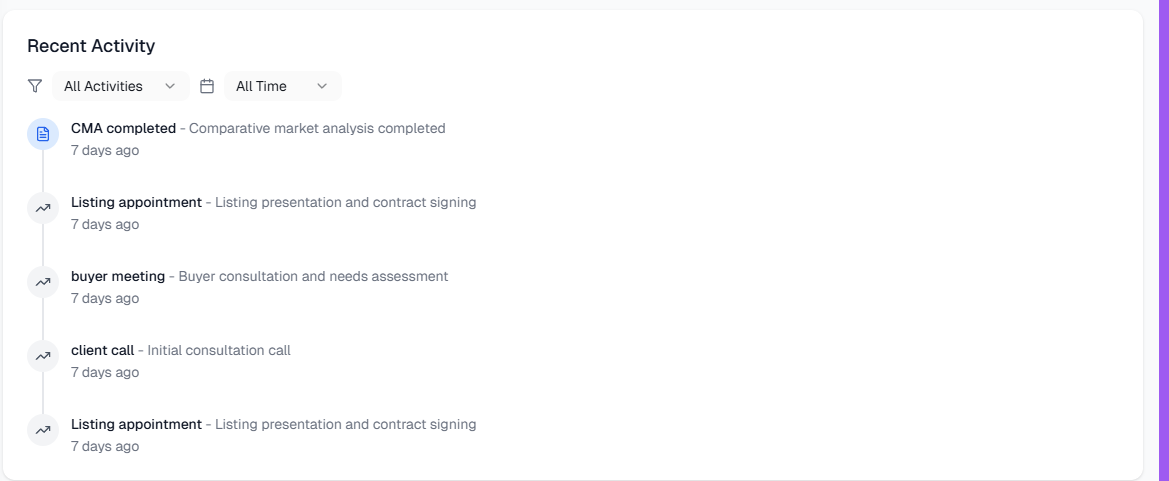 Recent Activity
All Activities All Time
CMA completed - Comparative market analysis completed
7 days ago
Listing appointment - Listing presentation and contract signing
7 days ago
buyer meeting - Buyer consultation and needs assessment
7 days ago
client call - Initial consultation call
7 days ago
Listing appointment - Listing presentation and contract signing
7 days ago